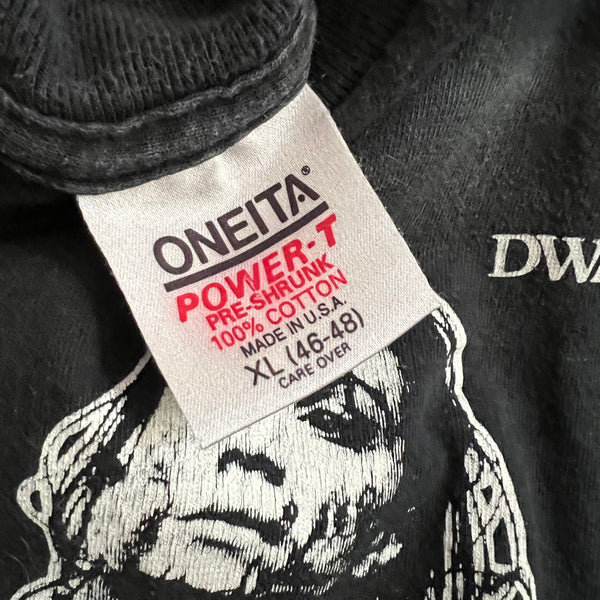 ONEITA®
POWER-T
PRE-SHRUNK
100% COTTON
MADE IN U.S.A.
XL (46-48)
CARE OVER